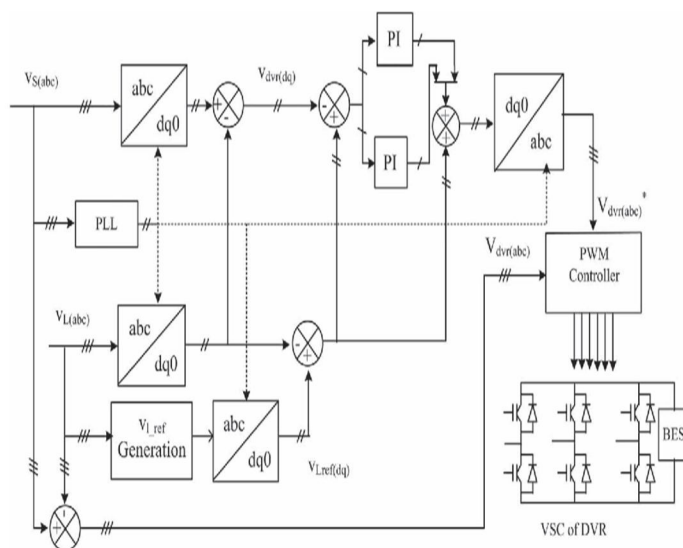 PI
V_S(abc)
abc
dq0
+
-
V_dvr(dq)
-
+
dq0
abc
+
+
PI
PLL
V_dvr(abc)*
V_dvr(abc)
PWM
Controller
V_L(abc)
abc
dq0
-
+
V_l_ref
Generation
abc
dq0
V_Lref(dq)
BES
-
+
VSC of DVR